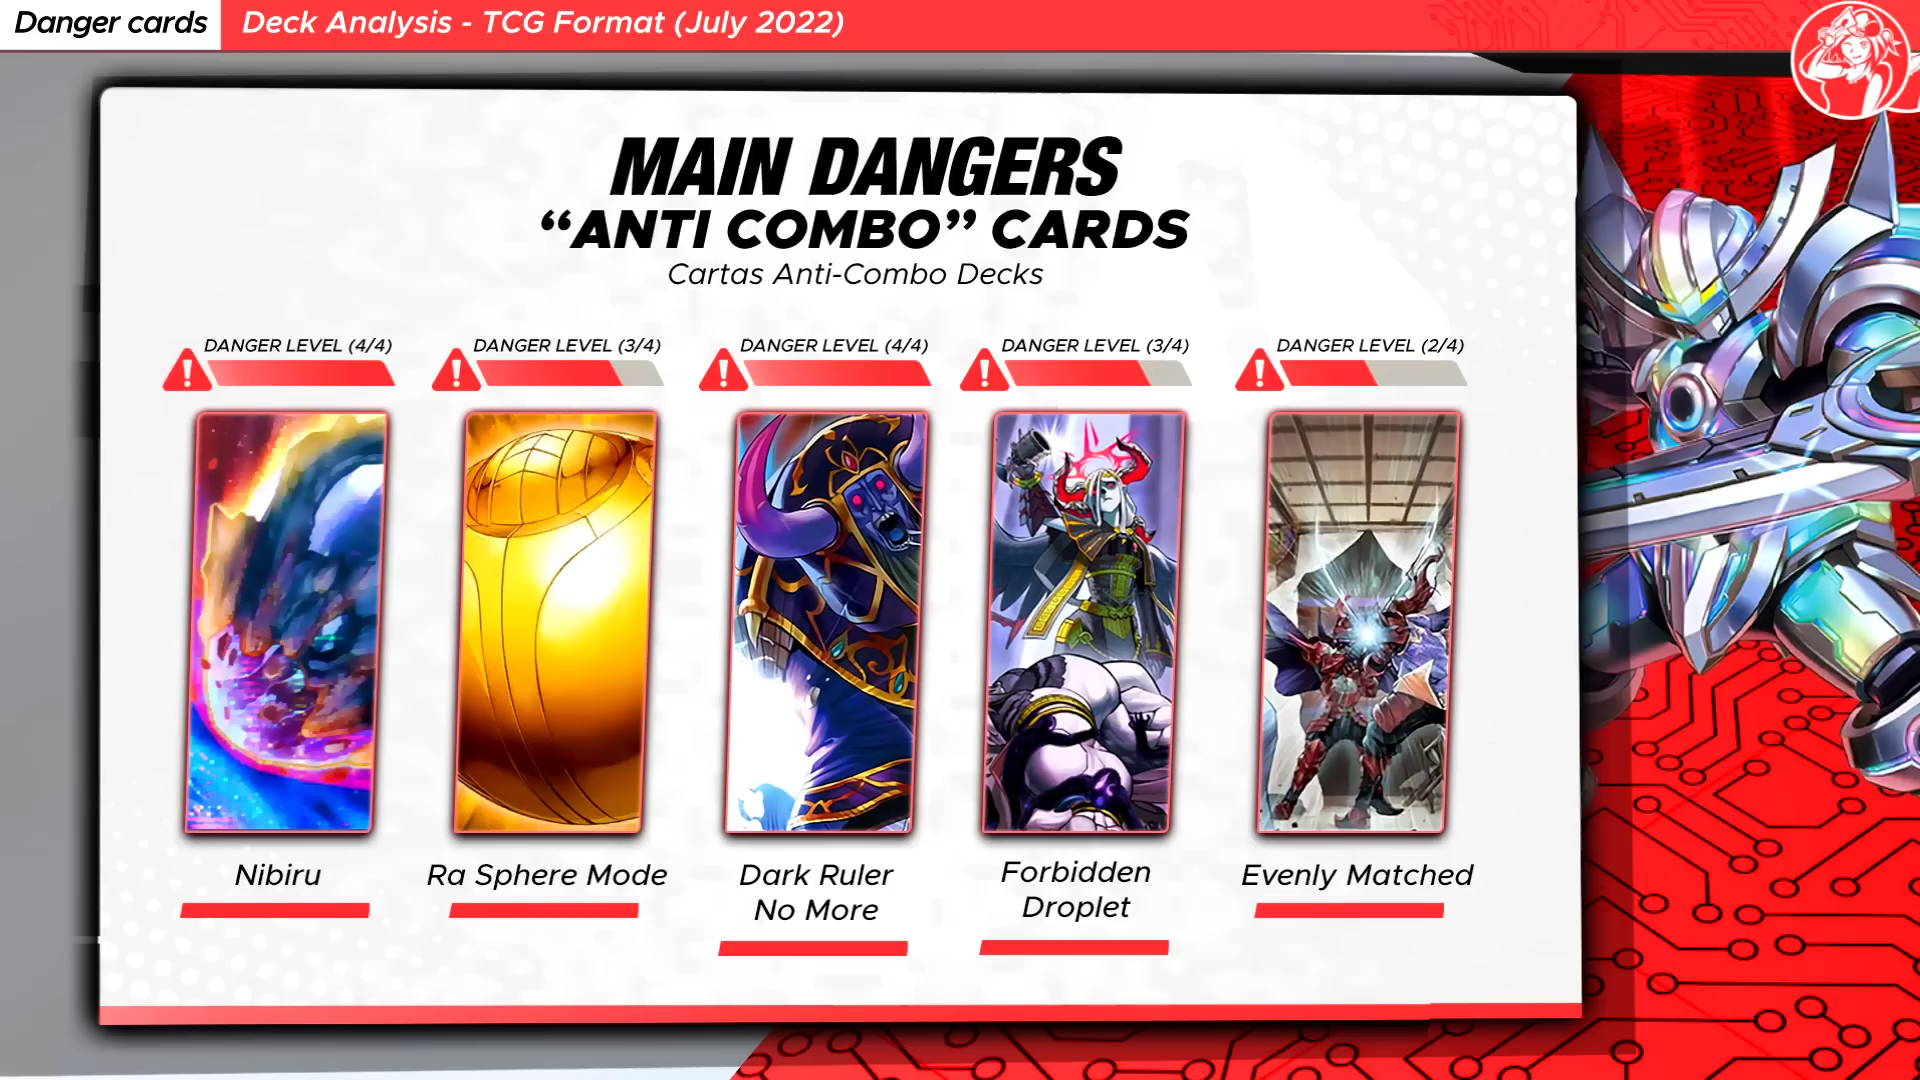 Danger cards
Deck Analysis - TCG Format (July 2022)
MAIN DANGERS
“ANTI COMBO” CARDS
Cartas Anti-Combo Decks
DANGER LEVEL (4/4)
DANGER LEVEL (3/4)
DANGER LEVEL (4/4)
DANGER LEVEL (3/4)
DANGER LEVEL (2/4)
Nibiru
Ra Sphere Mode
Dark Ruler
No More
Forbidden
Droplet
Evenly Matched